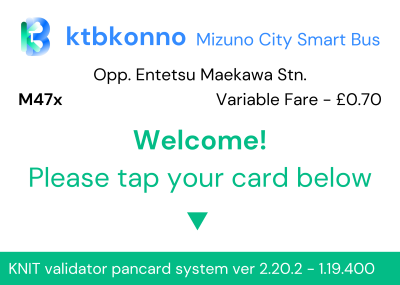 ktbkonno Mizuno City Smart Bus
Opp. Entetsu Maekawa Stn.
M47x Variable Fare - £0.70
Welcome!
Please tap your card below
KNIT validator pancard system ver 2.20.2 - 1.19.400